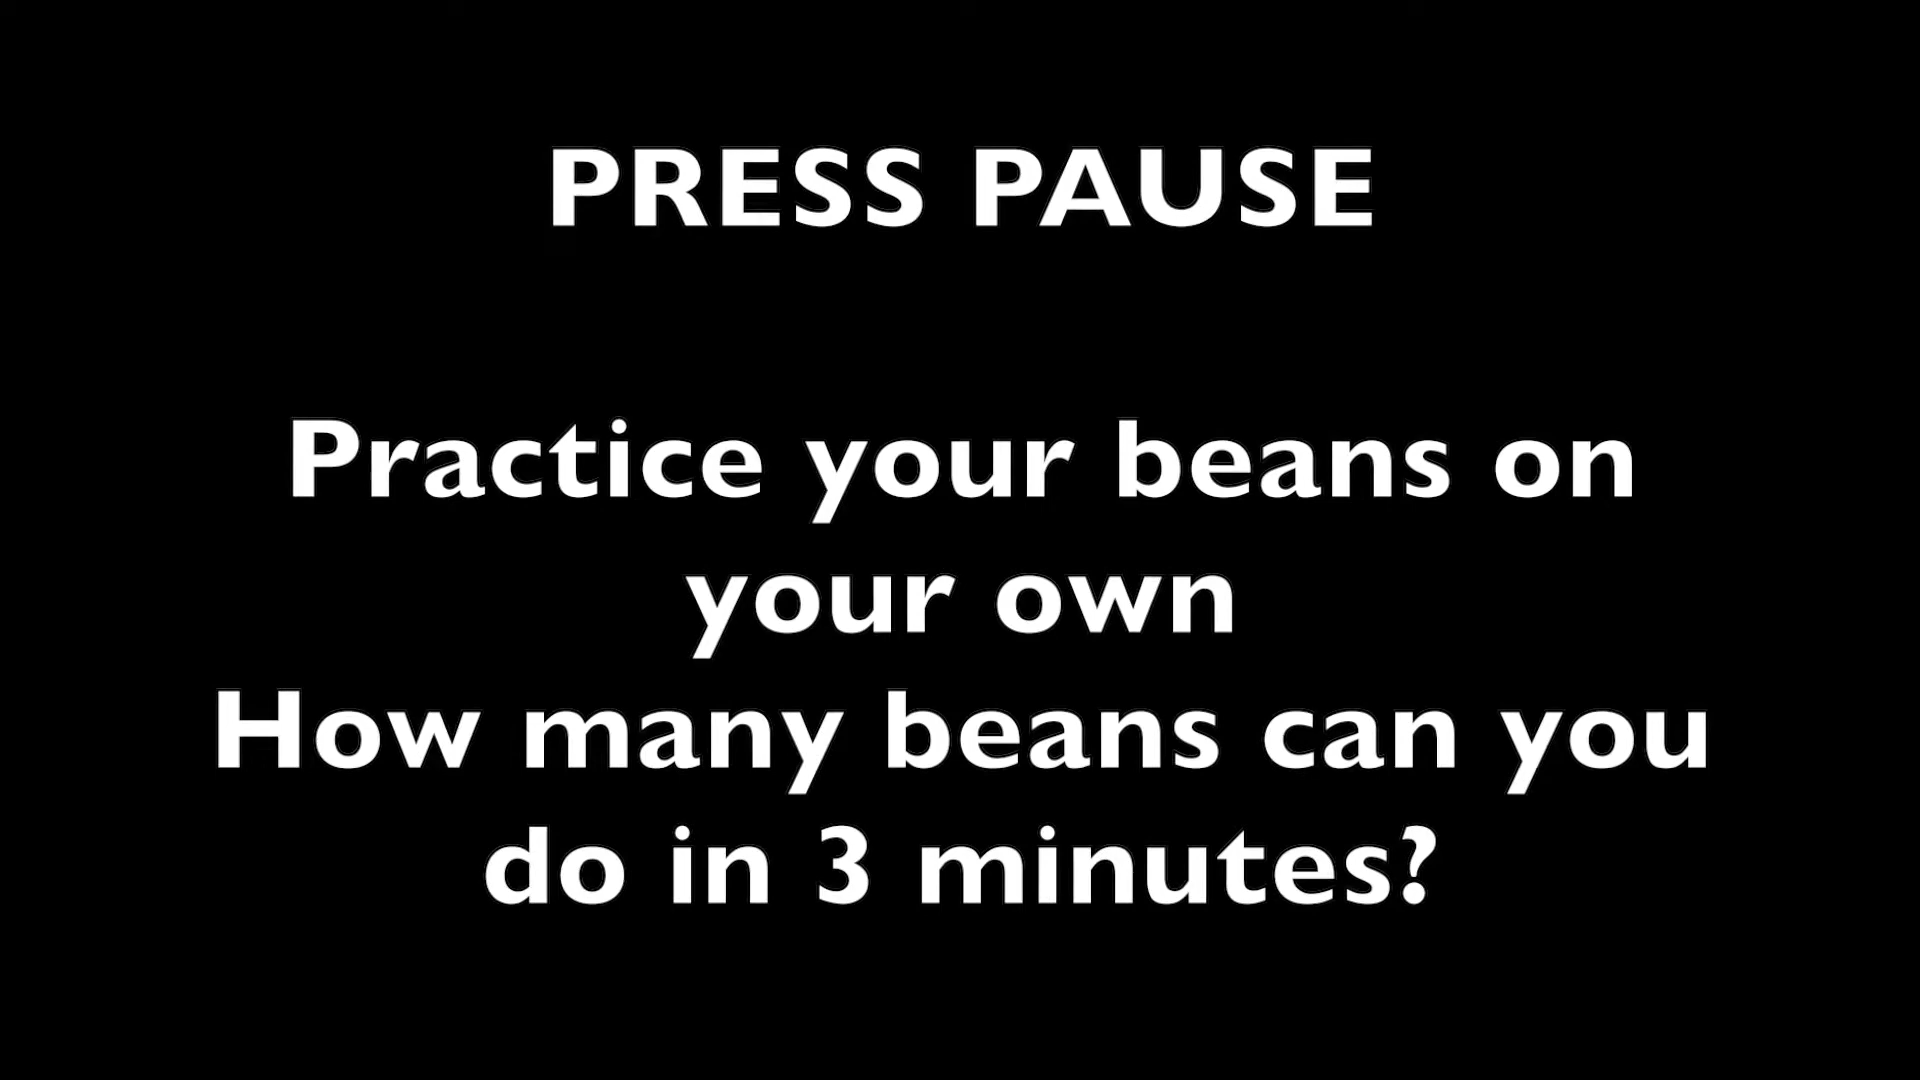 PRESS PAUSE
Practice your beans on
your own
How many beans can you
do in 3 minutes?